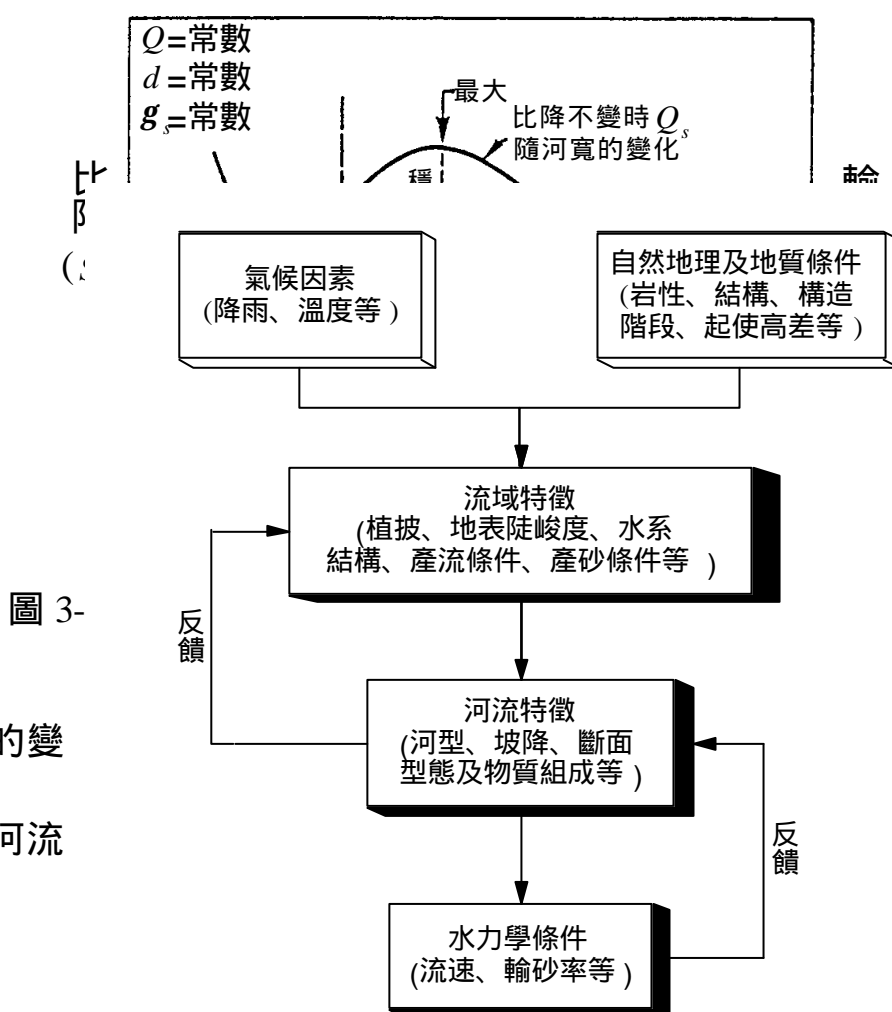 Q=常數
d=常數
g_s=常數
最大
比降不變時 Q_s
隨河寬的變化
穩
比
(
氣候因素
(降雨、溫度等)
自然地理及地質條件
(岩性、結構、構造
階段、起使高差等)
流域特徵
(植披、地表陡峻度、水系
結構、產流條件、產砂條件等)
圖 3-
反饋
的變
河流特徵
(河型、坡降、斷面
型態及物質組成等)
河流
反饋
水力學條件
(流速、輸砂率等)